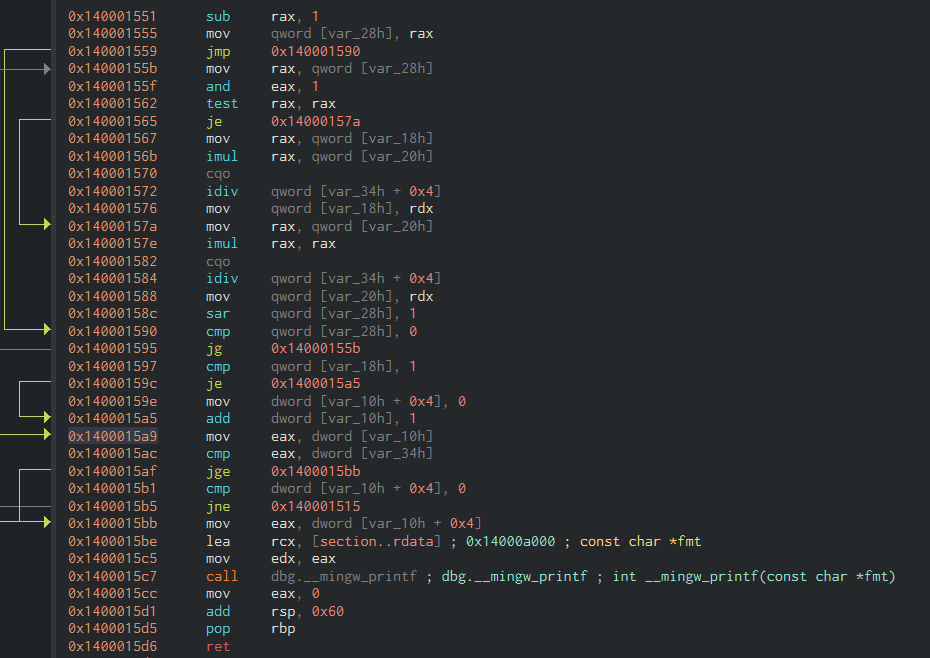 0x140001551 sub rax, 1
0x140001555 mov qword [var_28h], rax
0x140001559 jmp 0x140001590
0x14000155b mov rax, qword [var_28h]
0x14000155f and eax, 1
0x140001562 test rax, rax
0x140001565 je 0x14000157a
0x140001567 mov rax, qword [var_18h]
0x14000156b imul rax, qword [var_20h]
0x140001570 cqo
0x140001572 idiv qword [var_34h + 0x4]
0x140001576 mov qword [var_18h], rdx
0x14000157a mov rax, qword [var_20h]
0x14000157e imul rax, rax
0x140001582 cqo
0x140001584 idiv qword [var_34h + 0x4]
0x140001588 mov qword [var_20h], rdx
0x14000158c sar qword [var_28h], 1
0x140001590 cmp qword [var_28h], 0
0x140001595 jg 0x14000155b
0x140001597 cmp qword [var_18h], 1
0x14000159c je 0x1400015a5
0x14000159e mov dword [var_10h + 0x4], 0
0x1400015a5 add dword [var_10h], 1
0x1400015a9 mov eax, dword [var_10h]
0x1400015ac cmp eax, dword [var_34h]
0x1400015af jge 0x1400015bb
0x1400015b1 cmp dword [var_10h + 0x4], 0
0x1400015b5 jne 0x140001515
0x1400015bb mov eax, dword [var_10h + 0x4]
0x1400015be lea rcx, [section..rdata] ; 0x14000a000 ; const char *fmt
0x1400015c5 mov edx, eax
0x1400015c7 call dbg.__mingw_printf ; dbg.__mingw_printf ; int __mingw_printf(const char *fmt)
0x1400015cc mov eax, 0
0x1400015d1 add rsp, 0x60
0x1400015d5 pop rbp
0x1400015d6 ret